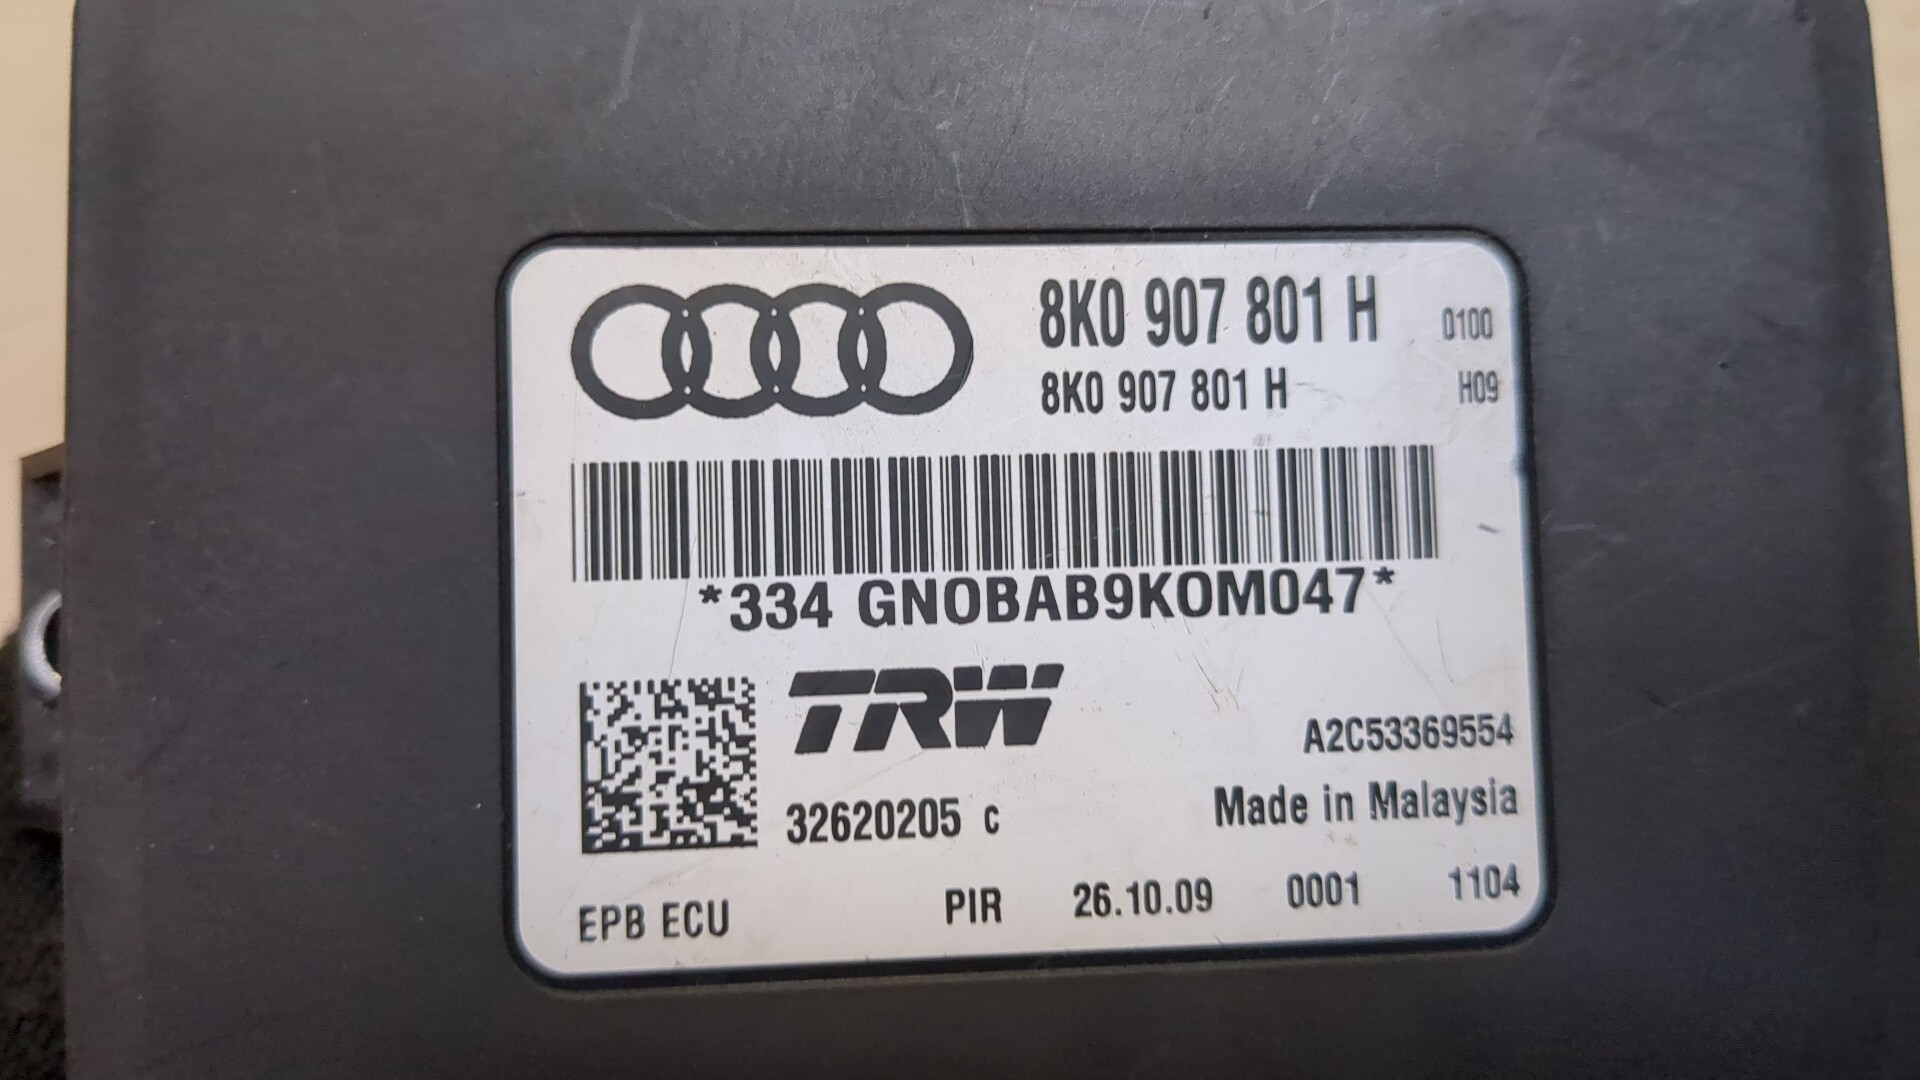 8K0 907 801 H 0100
8K0 907 801 H H09
*334 GN0BAB9K0M047*
TRW
A2C53369554
32620205 c
Made in Malaysia
EPB ECU PIR 26.10.09 0001 1104